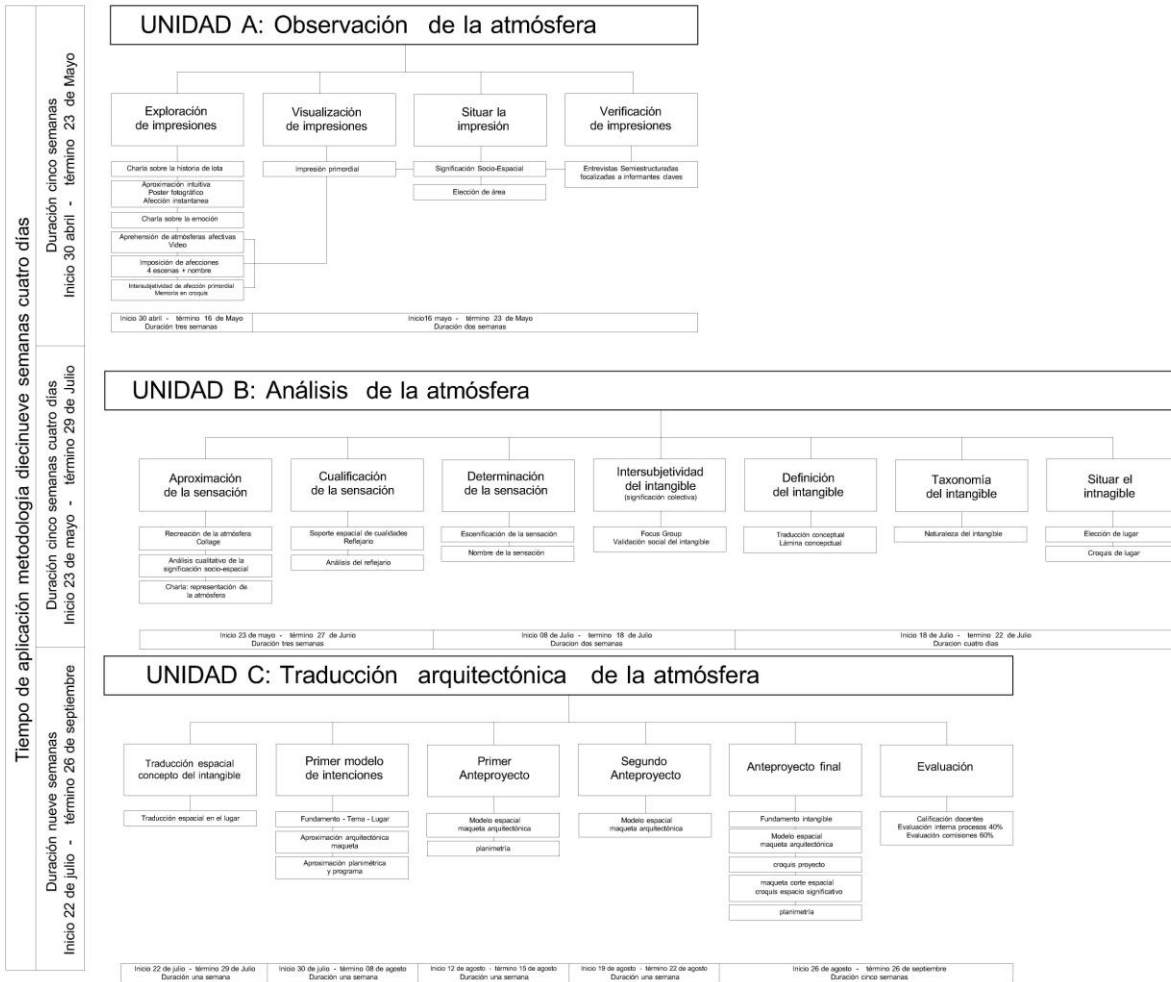 Tiempo de aplicación metodología diecinueve semanas cuatro días
Duración cinco semanas
Inicio 30 abril - término 23 de Mayo
UNIDAD A: Observación de la atmósfera
Exploración
de impresiones
Charla sobre la historia de lota
Aproximación intuitiva
Poster fotográfico
Afección instantanea
Charla sobre la emoción
Aprehensión de atmósferas afectivas
Video
Imposición de afecciones
4 escenas + nombre
Intersubjetividad de afección primordial
Memoria en croquis
Visualización
de impresiones
Impresión primordial
Situar la
impresión
Significación Socio-Espacial
Elección de área
Verificación
de impresiones
Entrevistas Semiestructuradas
focalizadas a informantes claves
Inicio 30 abril - término 16 de Mayo
Duración tres semanas
Inicio16 mayo - término 23 de Mayo
Duración dos semanas
Duración cinco semanas cuatro días
Inicio 23 de mayo - término 29 de Julio
UNIDAD B: Análisis de la atmósfera
Aproximación
de la sensación
Recreación de la atmósfera
Collage
Análisis cualitativo de la
significación socio-espacial
Charla: representación de
la atmósfera
Cualificación
de la sensación
Soporte espacial de cualidades
Reflejario
Análisis del reflejario
Determinación
de la sensación
Escenificación de la sensación
Nombre de la sensación
Intersubjetividad
del intangible
(significación colectiva)
Focus Group
Validación social del intangible
Definición
del intangible
Traducción conceptual
Lámina concepctual
Taxonomía
del intangible
Naturaleza del intangible
Situar el
intnagible
Elección de lugar
Croquis de lugar
Inicio 23 de mayo - término 27 de Junio
Duración tres semanas
Inicio 08 de Julio - termino 18 de Julio
Duracion dos semanas
Inicio 18 de Julio - termino 22 de Julio
Duracion cuatro días
Duración nueve semanas
Inicio 22 de julio - término 26 de septiembre
UNIDAD C: Traducción arquitectónica de la atmósfera
Traducción espacial
concepto del intangible
Traducción espacial en el lugar
Primer modelo
de intenciones
Fundamento - Tema - Lugar
Aproximación arquitectónica
maqueta
Aproximación planimétrica
y programa
Primer
Anteproyecto
Modelo espacial
maqueta arquitectónica
planimetría
Segundo
Anteproyecto
Modelo espacial
maqueta arquitectónica
Anteproyecto final
Fundamento intangible
Modelo espacial
maqueta arquitectónica
croquis proyecto
maqueta corte espacial
croquis espacio significativo
planimetría
Evaluación
Calificación docentes
Evaluación interna procesos 40%
Evaluación comisiones 60%
Inicio 22 de julio - término 29 de Julio
Duración una semana
Inicio 30 de julio - término 08 de agosto
Duración una semana
Inicio 12 de agosto - término 15 de agosto
Duración una semana
Inicio 19 de agosto - término 22 de agosto
Duración una semana
Inicio 26 de agosto - término 26 de septiembre
Duración cinco semanas